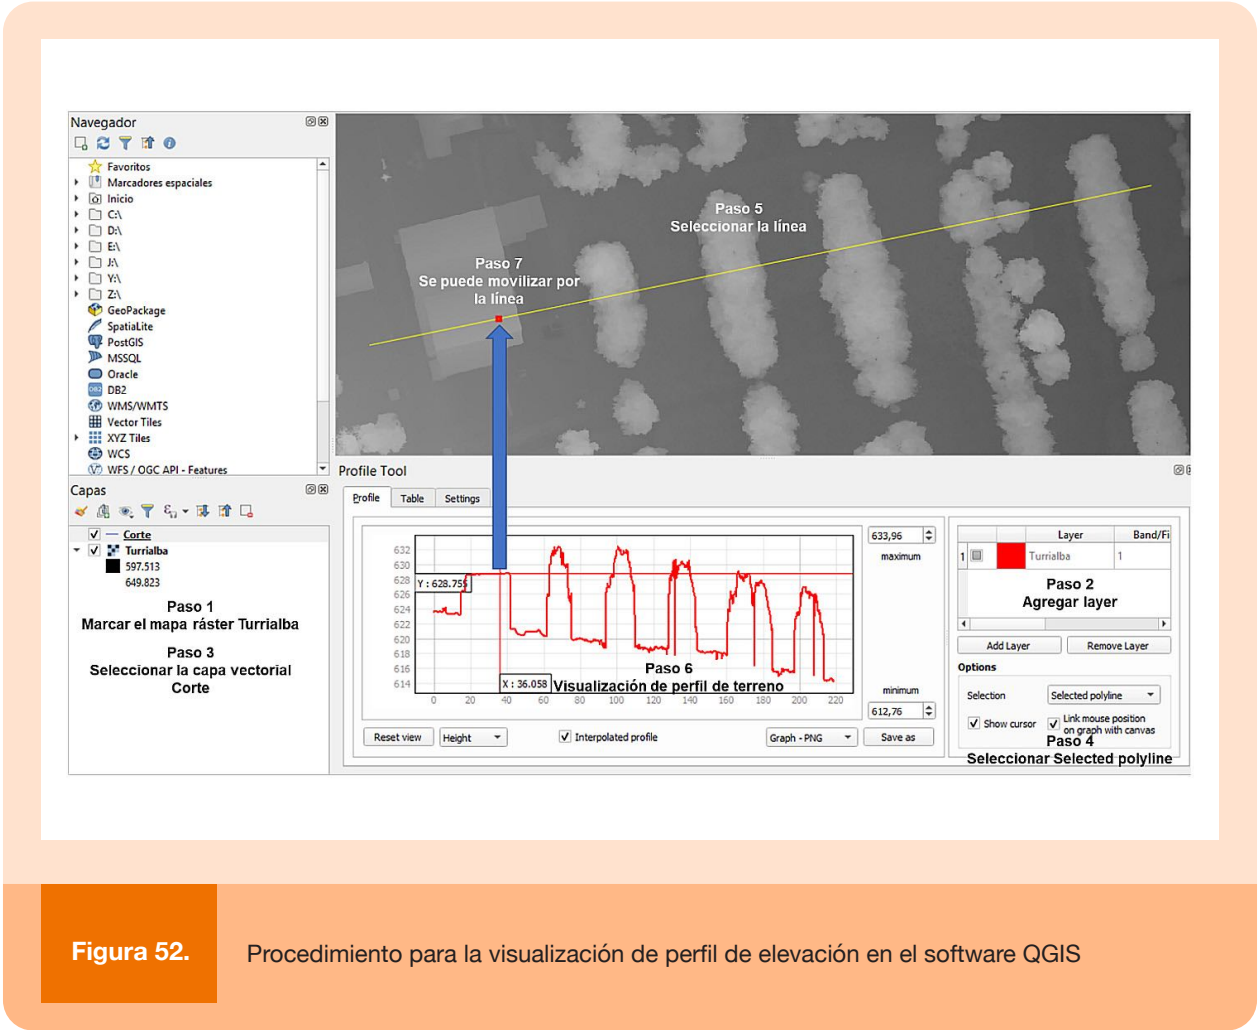 Navegador
Favoritos
Marcadores espaciales
Inicio
C:\
D:\
E:\
J:\
Y:\
Z:\
GeoPackage
SpatiaLite
PostGIS
MSSQL
Oracle
DB2
WMS/WMTS
Vector Tiles
XYZ Tiles
WCS
WFS / OGC API - Features
Capas
Corte
Turrialba
597.513
649.823
Paso 1
Marcar el mapa ráster Turrialba
Paso 3
Seleccionar la capa vectorial
Corte
Paso 5
Seleccionar la línea
Paso 7
Se puede movilizar por
la línea
Profile Tool
Profile
Table
Settings
632
630
628
626
624
622
620
618
616
614
Y : 628.755
X : 36.058
0 20 40 60 80 100 120 140 160 180 200 220
Paso 6
Visualización de perfil de terreno
633,96
maximum
minimum
612,76
Reset view
Height
Interpolated profile
Graph - PNG
Save as
Layer Band/Fi
1 Turrialba 1
Paso 2
Agregar layer
Add Layer
Remove Layer
Options
Selection
Selected polyline
Show cursor
Link mouse position
on graph with canvas
Paso 4
Seleccionar Selected polyline
Figura 52.
Procedimiento para la visualización de perfil de elevación en el software QGIS